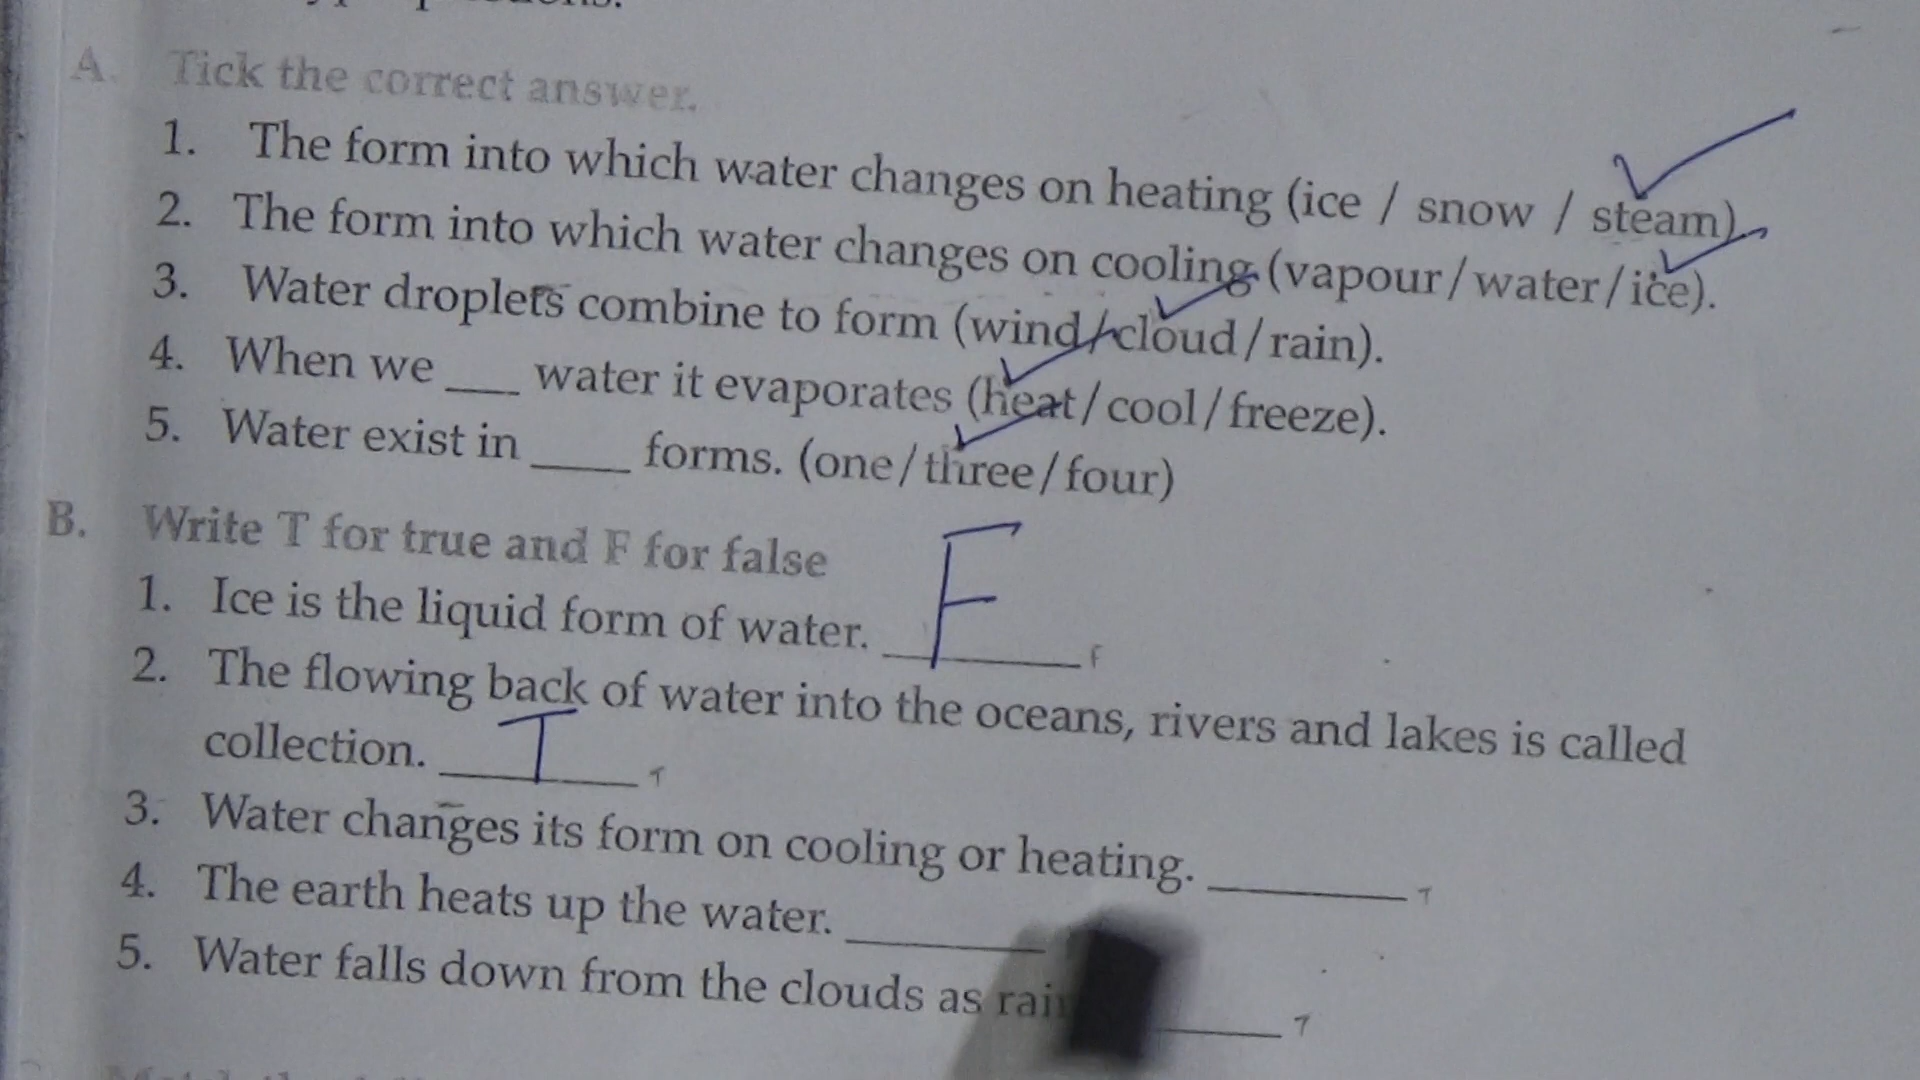 A. Tick the correct answer.
1. The form into which water changes on heating (ice / snow / steam).
2. The form into which water changes on cooling (vapour/water/ice).
3. Water droplets combine to form (wind/cloud/rain).
4. When we ___ water it evaporates (heat/cool/freeze).
5. Water exist in ____ forms. (one/three/four)
B. Write T for true and F for false
1. Ice is the liquid form of water. F F
2. The flowing back of water into the oceans, rivers and lakes is called
collection. T T
3. Water changes its form on cooling or heating. ________ T
4. The earth heats up the water. ________
5. Water falls down from the clouds as ________ T